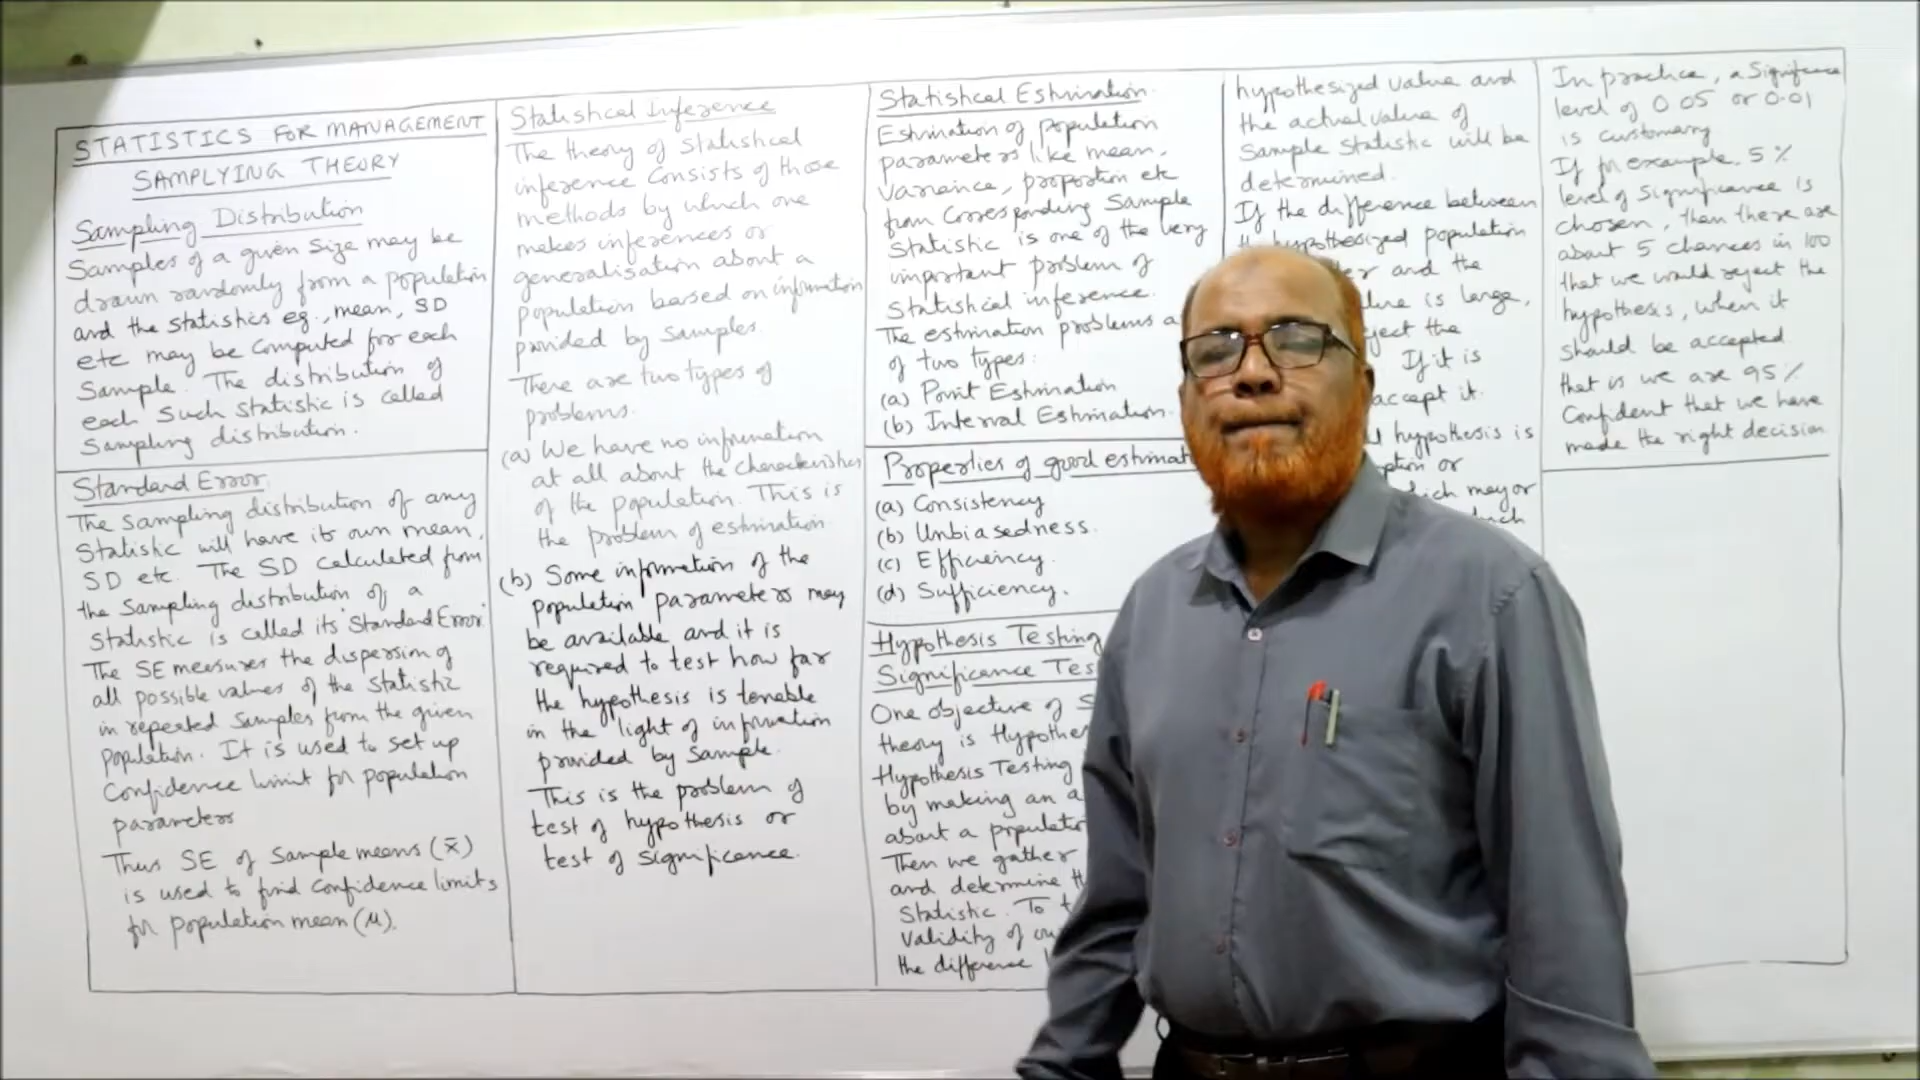 STATISTICS FOR MANAGEMENT
SAMPLYING THEORY
Sampling Distribution
Samples of a given size may be
drawn randomly from a population
and the statistics eg., mean, SD
etc may be computed for each
Sample. The distribution of
each such statistic is called
Sampling distribution.
Standard Error
The sampling distribution of any
Statistic will have its own mean,
SD etc. The SD calculated from
the sampling distribution of a
Statistic is called its 'Standard Error'
The SE measures the dispersion of
all possible values of the statistic
in repeated samples from the given
population. It is used to set up
Confidence limit for population
parameters
Thus SE of Sample means (x̄)
is used to find confidence limits
for population mean (μ).
Statistical Inference
The theory of Statistical
inference consists of those
methods by which one
makes inferences or
generalisation about a
population based on information
provided by samples.
There are two types of
problems.
(a) We have no information
at all about the characteristics
of the population. This is
the problem of estimation
(b) Some information of the
population parameters may
be available and it is
required to test how far
the hypothesis is tenable
in the light of information
provided by sample.
This is the problem of
test of hypothesis or
test of significance.
Statistical Estimation
Estimation of population
parameters like mean,
Variance, proportion etc
from Corresponding Sample
Statistic is one of the very
important problem of
Statistical inference.
The estimation problems a
of two types:
(a) Point Estimation
(b) Interval Estimation.
Properties of good estimat
(a) Consistency
(b) Unbiasedness.
(c) Efficiency.
(d) Sufficiency.
Hypothesis Testing
Significance Tes
One objective of S
theory is Hypothes
Hypothesis Testing
by making an a
about a population
Then we gather
and determine th
Statistic. To t
Validity of our
the difference
hypothesized value and
the actual value of
Sample statistic will be
determined.
If the difference between
hypothesized population
er and the
value is large,
ject the
If it is
accept it.
hypothesis is
ption or
which may or
which
In practice, a Significance
level of 0.05 or 0.01
is customary
If for example, 5%
level of significance is
chosen, then there are
about 5 chances in 100
that we would reject the
hypothesis, when it
should be accepted
that is we are 95%
Confident that we have
made the right decision